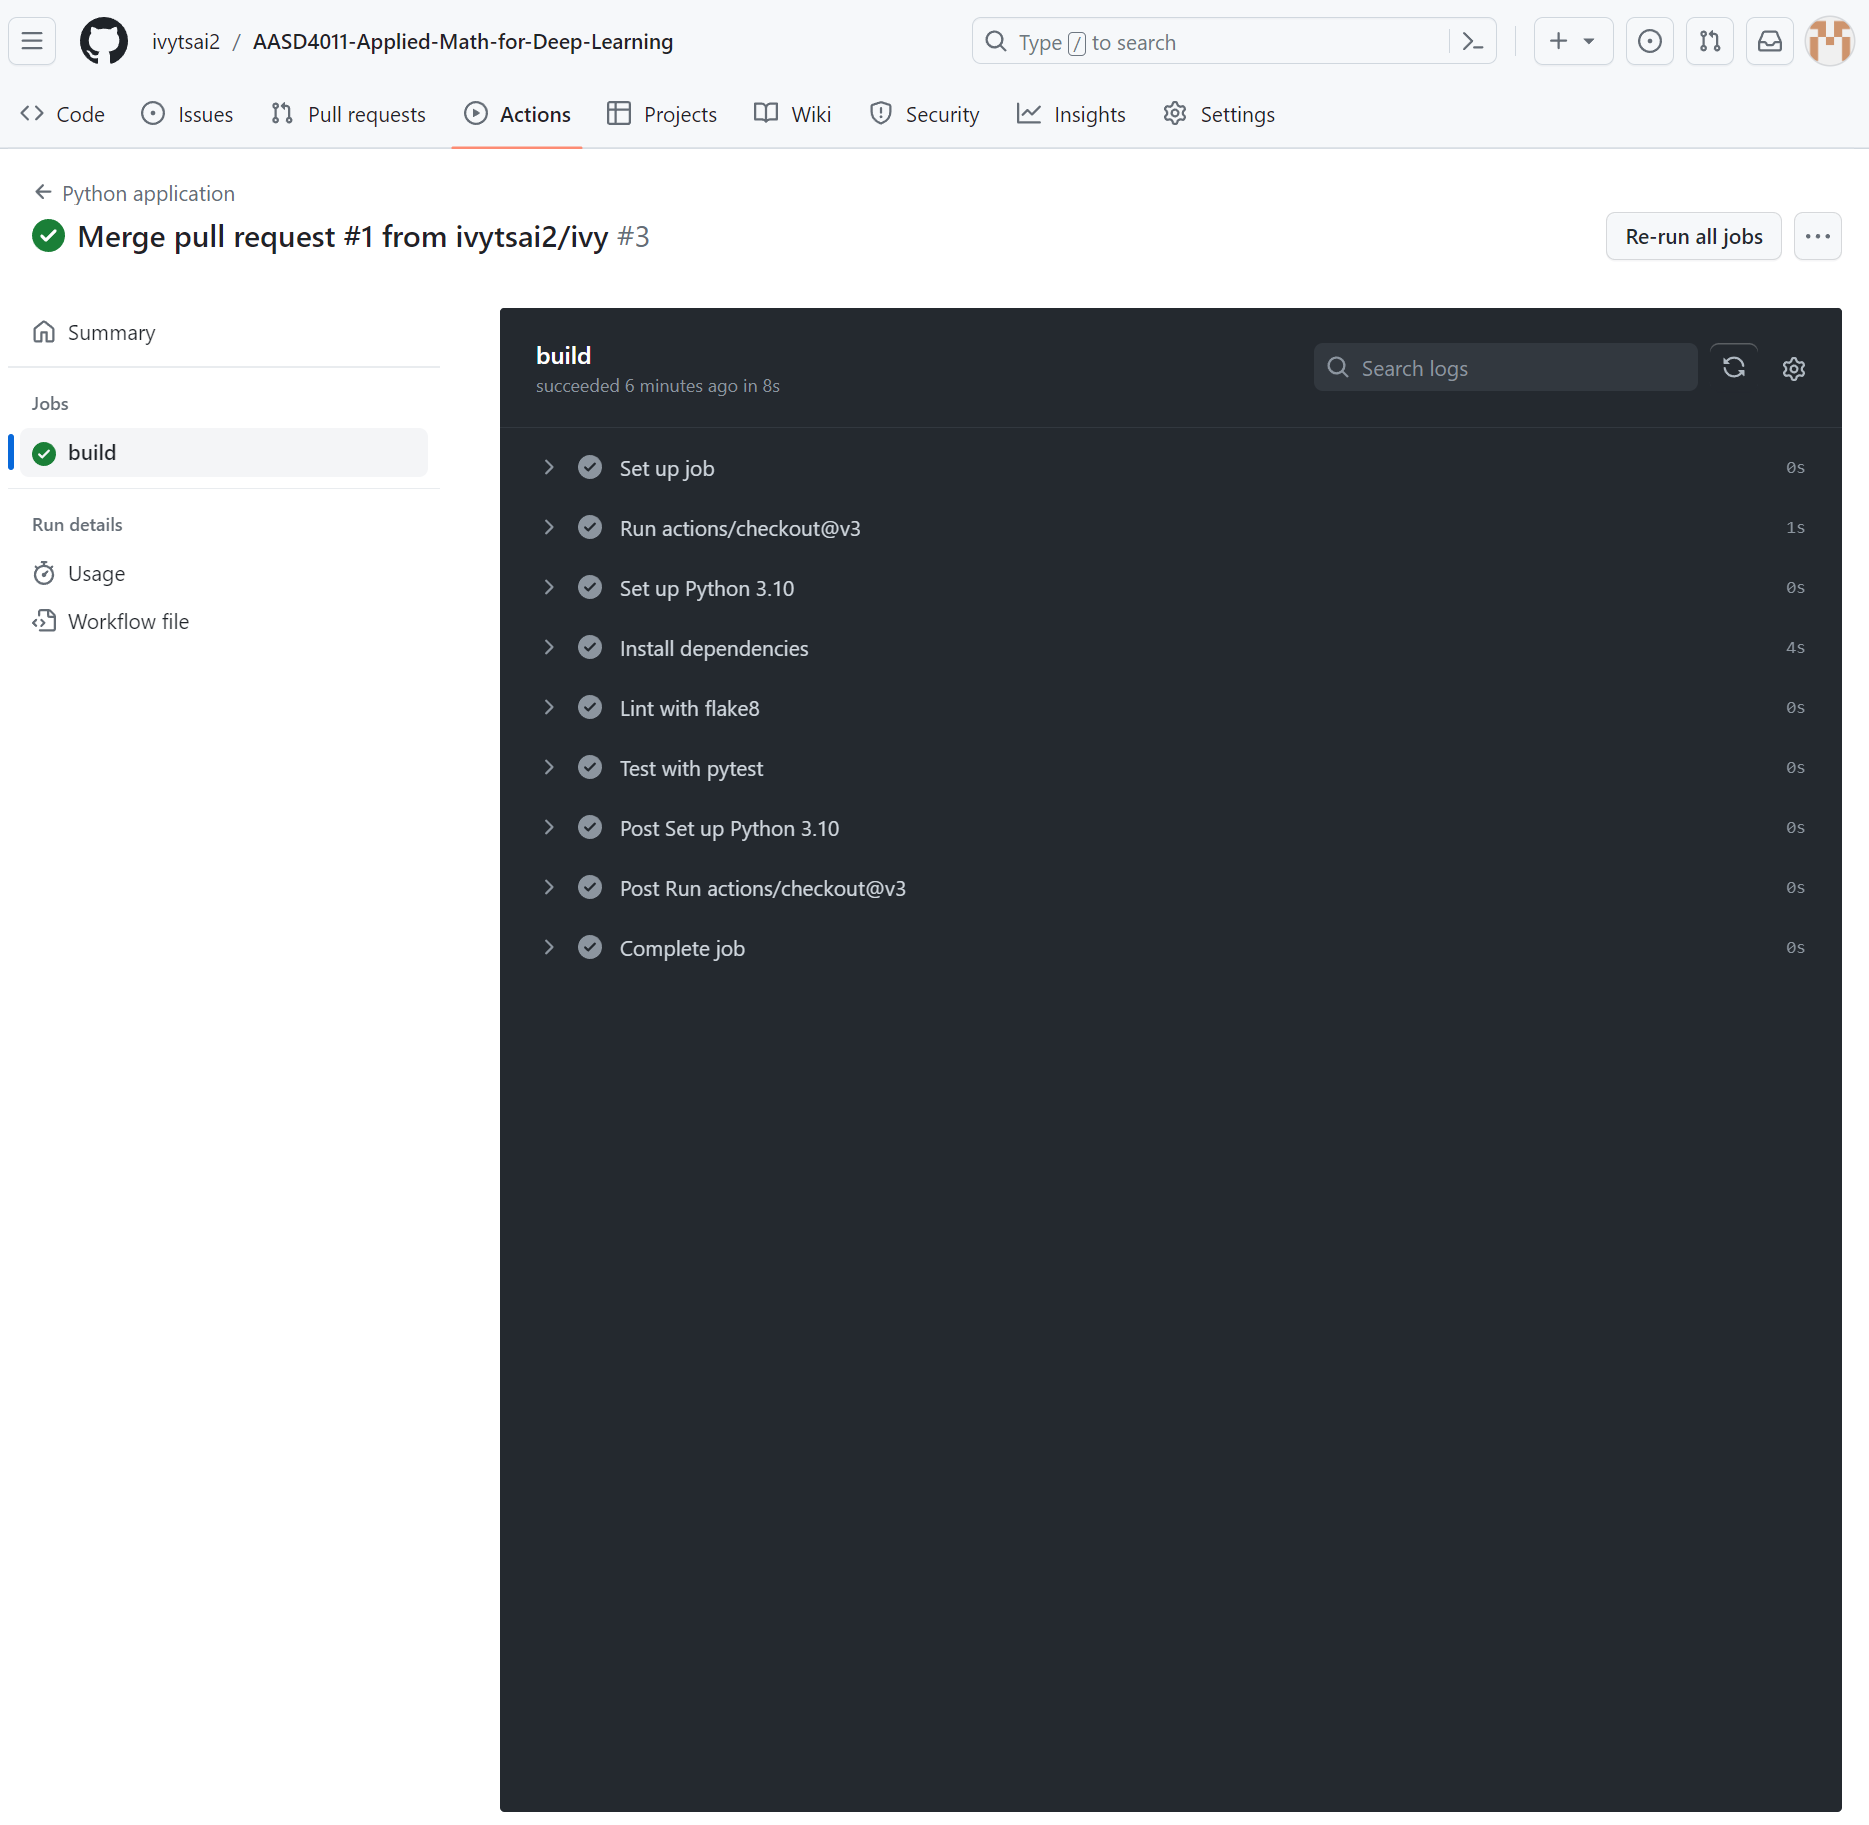 ivytsai2 / AASD4011-Applied-Math-for-Deep-Learning
Type / to search
Code Issues Pull requests Actions Projects Wiki Security Insights Settings
Python application
Merge pull request #1 from ivytsai2/ivy #3
Re-run all jobs
Summary
Jobs
build
Run details
Usage
Workflow file
build
succeeded 6 minutes ago in 8s
Search logs
Set up job 0s
Run actions/checkout@v3 1s
Set up Python 3.10 0s
Install dependencies 4s
Lint with flake8 0s
Test with pytest 0s
Post Set up Python 3.10 0s
Post Run actions/checkout@v3 0s
Complete job 0s